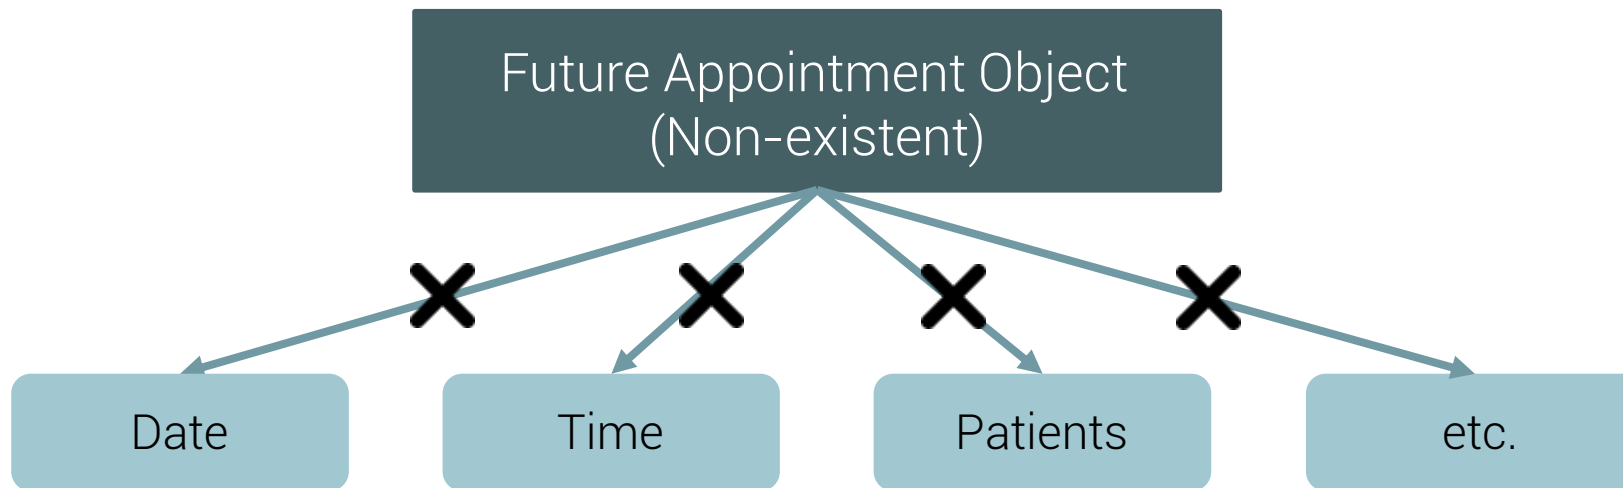 Future Appointment Object
(Non-existent)
Date
Time
Patients
etc.